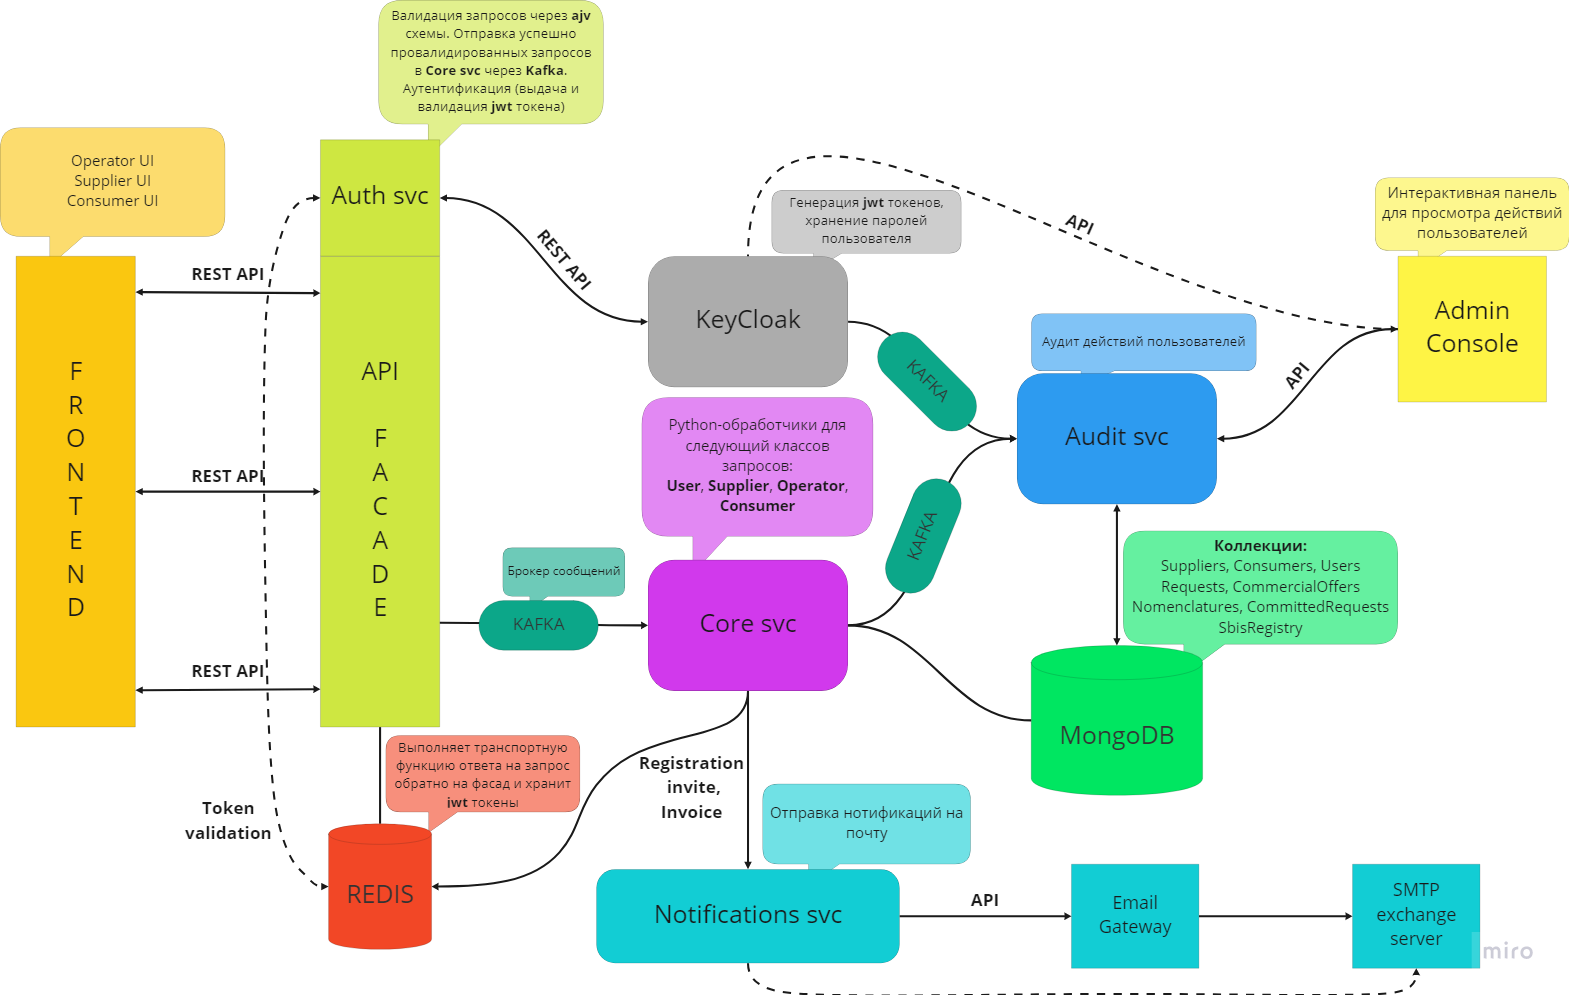 Валидация запросов через ajv
схемы. Отправка успешно
провалидированных запросов
в Core svc через Kafka.
Аутентификация (выдача и
валидация jwt токена)
Operator UI
Supplier UI
Consumer UI
Auth svc
REST API
REST API
Генерация jwt токенов,
хранение паролей
пользователя
API
Интерактивная панель
для просмотра действий
пользователей
KeyCloak
Admin
Console
Аудит действий пользователей
F
R
O
N
T
E
N
D
API
F
A
C
A
D
E
KAFKA
API
Audit svc
Python-обработчики для
следующий классов
запросов:
User, Supplier, Operator,
Consumer
REST API
KAFKA
Коллекции:
Suppliers, Consumers, Users
Requests, CommercialOffers
Nomenclatures, CommittedRequests
SbisRegistry
Брокер сообщений
KAFKA
Core svc
REST API
MongoDB
Выполняет транспортную
функцию ответа на запрос
обратно на фасад и хранит
jwt токены
Registration
invite,
Invoice
Token
validation
Отправка нотификаций на
почту
REDIS
Notifications svc
API
Email
Gateway
SMTP
exchange
server
miro